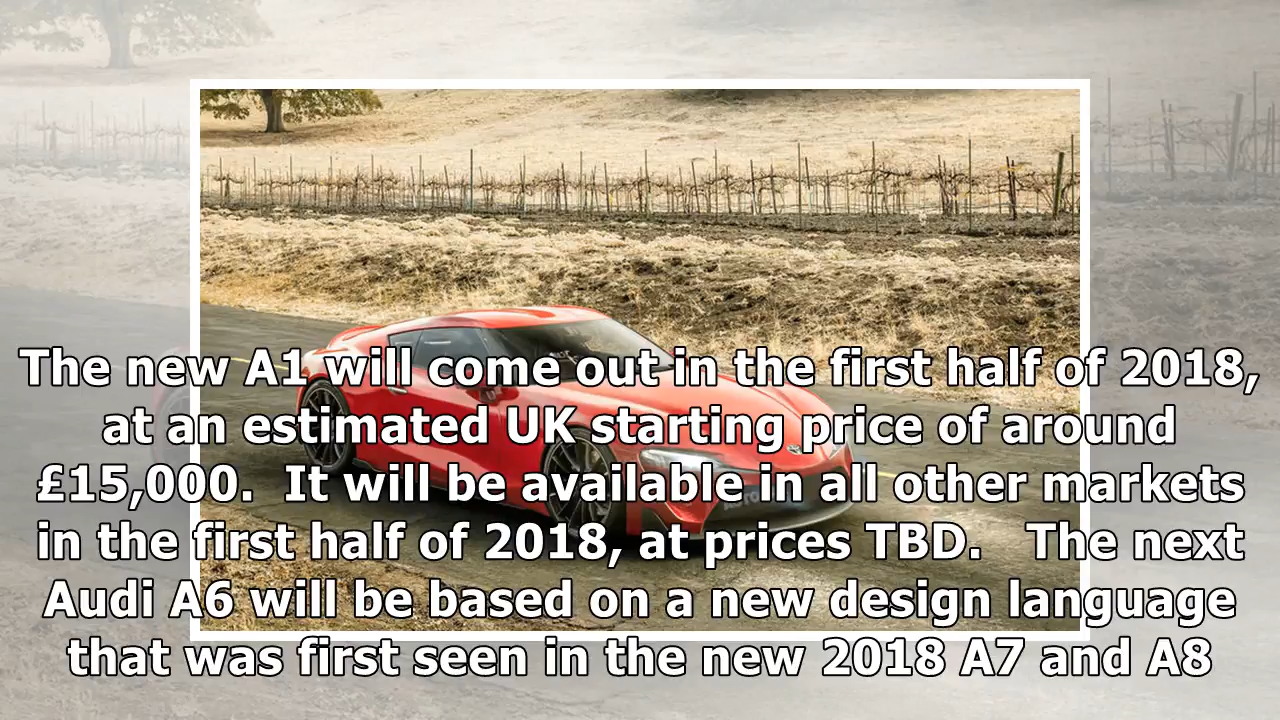 The new A1 will come out in the first half of 2018,
at an estimated UK starting price of around
£15,000.  It will be available in all other markets
in the first half of 2018, at prices TBD.   The next
Audi A6 will be based on a new design language
that was first seen in the new 2018 A7 and A8